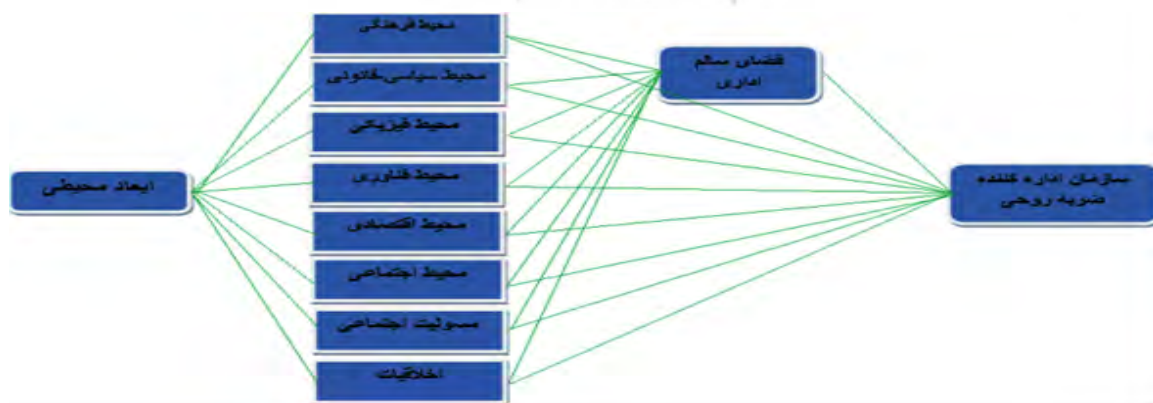 محیط فرهنگی
محیط سیاسی-قانونی
محیط فیزیکی
محیط فناوری
محیط اقتصادی
محیط اجتماعی
مسولیت اجتماعی
اخلاقیات
ابعاد محیطی
فضای سالم
اداری
سازمان اداره کننده
ضربه روحی